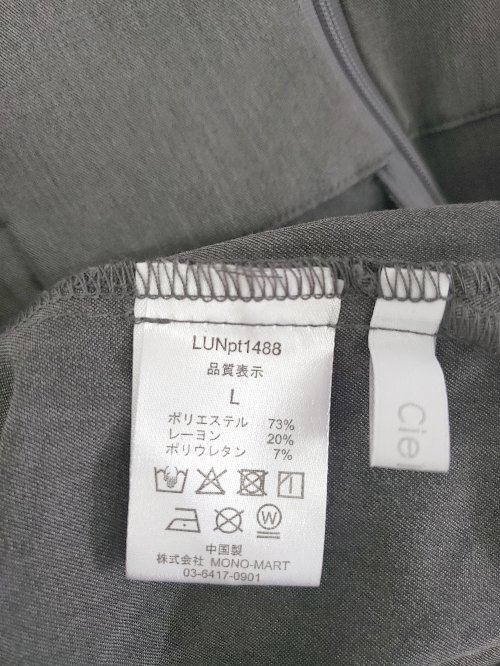 LUNpt1488
品質表示
L
ポリエステル 73%
レーヨン 20%
ポリウレタン 7%
W
中国製
株式会社 MONO-MART
03-6417-0901
Ciel